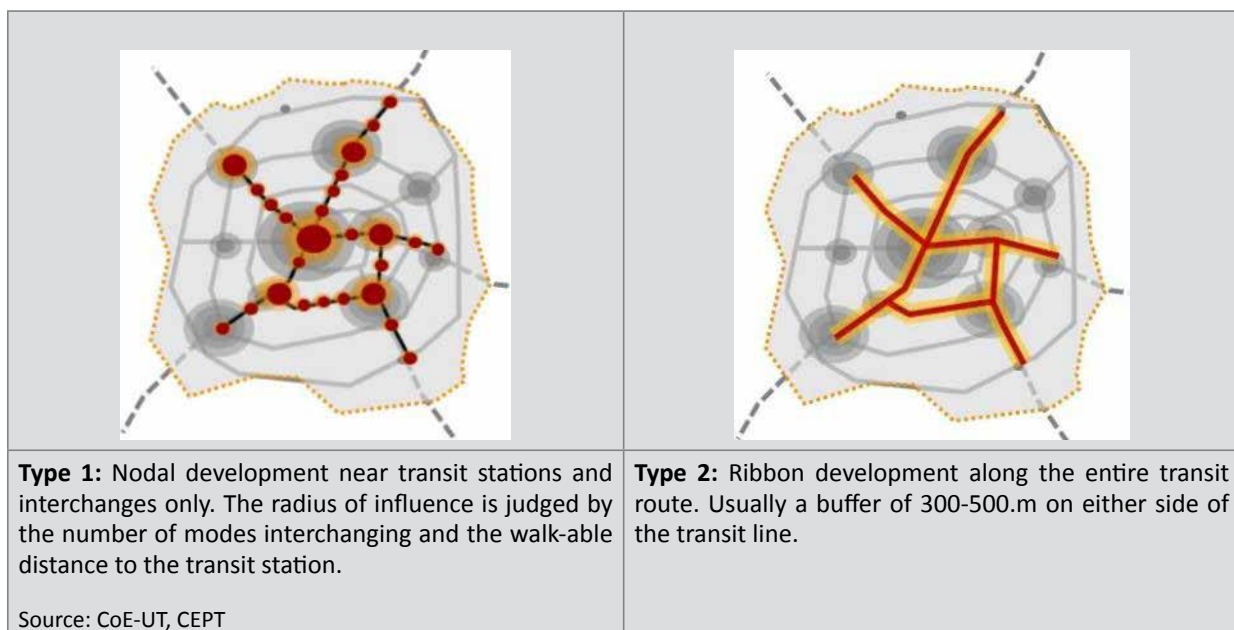 Type 1: Nodal development near transit stations and
interchanges only. The radius of influence is judged by
the number of modes interchanging and the walk-able
distance to the transit station.
Source: CoE-UT, CEPT
Type 2: Ribbon development along the entire transit
route. Usually a buffer of 300-500.m on either side of
the transit line.